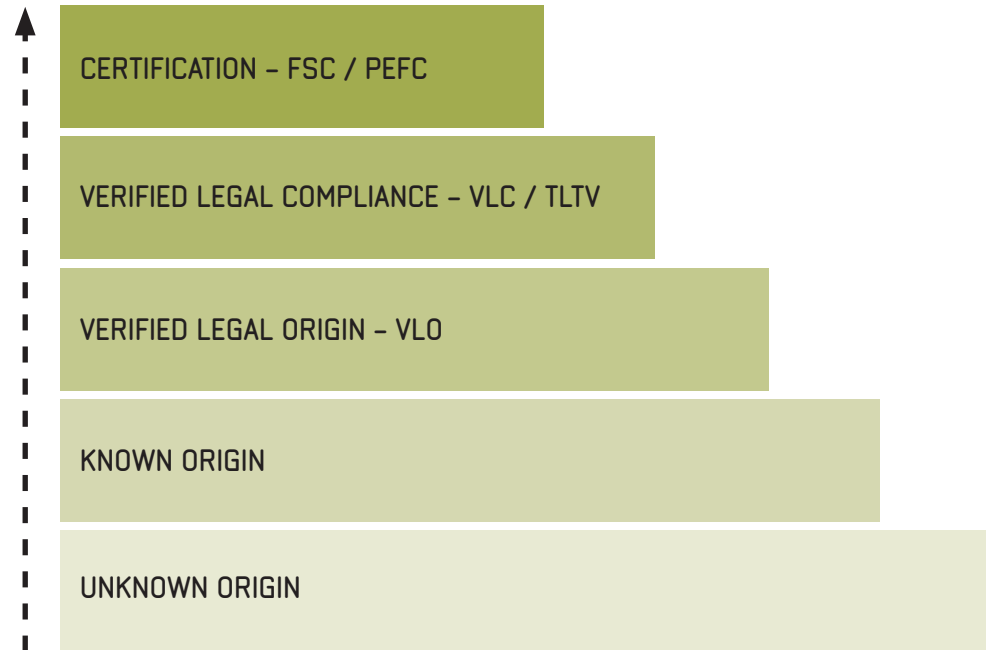 CERTIFICATION – FSC / PEFC
VERIFIED LEGAL COMPLIANCE – VLC / TLTV
VERIFIED LEGAL ORIGIN – VLO
KNOWN ORIGIN
UNKNOWN ORIGIN